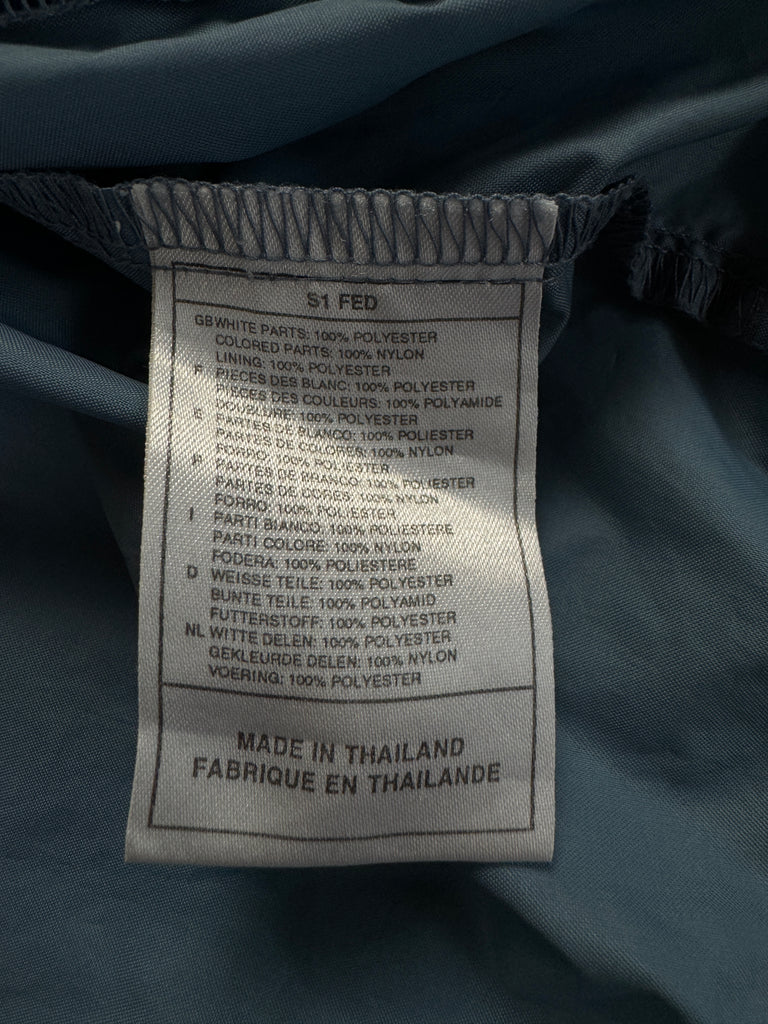 S1 FED
GB WHITE PARTS: 100% POLYESTER
COLORED PARTS: 100% NYLON
LINING: 100% POLYESTER
F PIECES DES BLANC: 100% POLYESTER
PIECES DES COULEURS: 100% POLYAMIDE
DOUBLURE: 100% POLYESTER
E PARTES DE BLANCO: 100% POLIESTER
PARTES DE COLORES: 100% NYLON
FORRO: 100% POLIESTER
P PARTES DE BRANCO: 100% POLYESTER
PARTES DE CORES: 100% NYLON
FORRO: 100% POLYESTER
I PARTI BIANCO: 100% POLIESTERE
PARTI COLORE: 100% NYLON
FODERA: 100% POLIESTERE
D WEISSE TEILE: 100% POLYESTER
BUNTE TEILE: 100% POLYAMID
FUTTERSTOFF: 100% POLYESTER
NL WITTE DELEN: 100% POLYESTER
GEKLEURDE DELEN: 100% NYLON
VOERING: 100% POLYESTER
MADE IN THAILAND
FABRIQUE EN THAILANDE